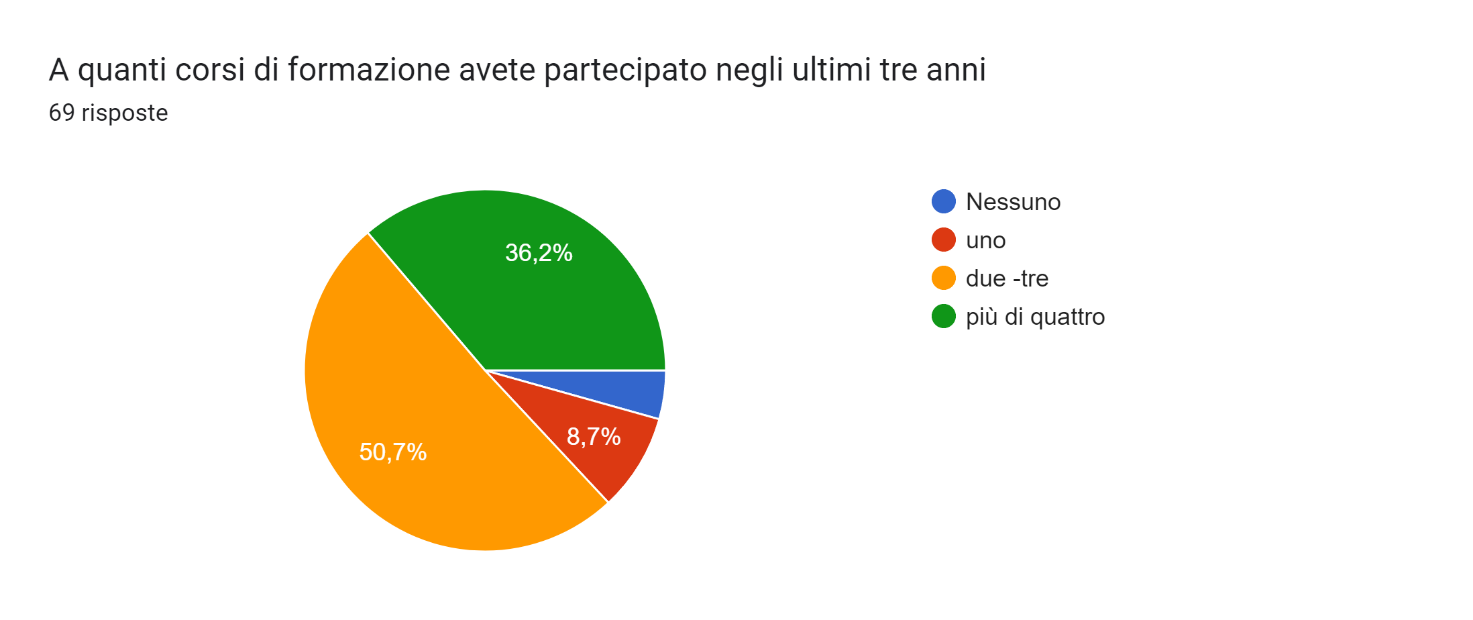 A quanti corsi di formazione avete partecipato negli ultimi tre anni
69 risposte
Nessuno
uno
due -tre
più di quattro
36,2%
8,7%
50,7%